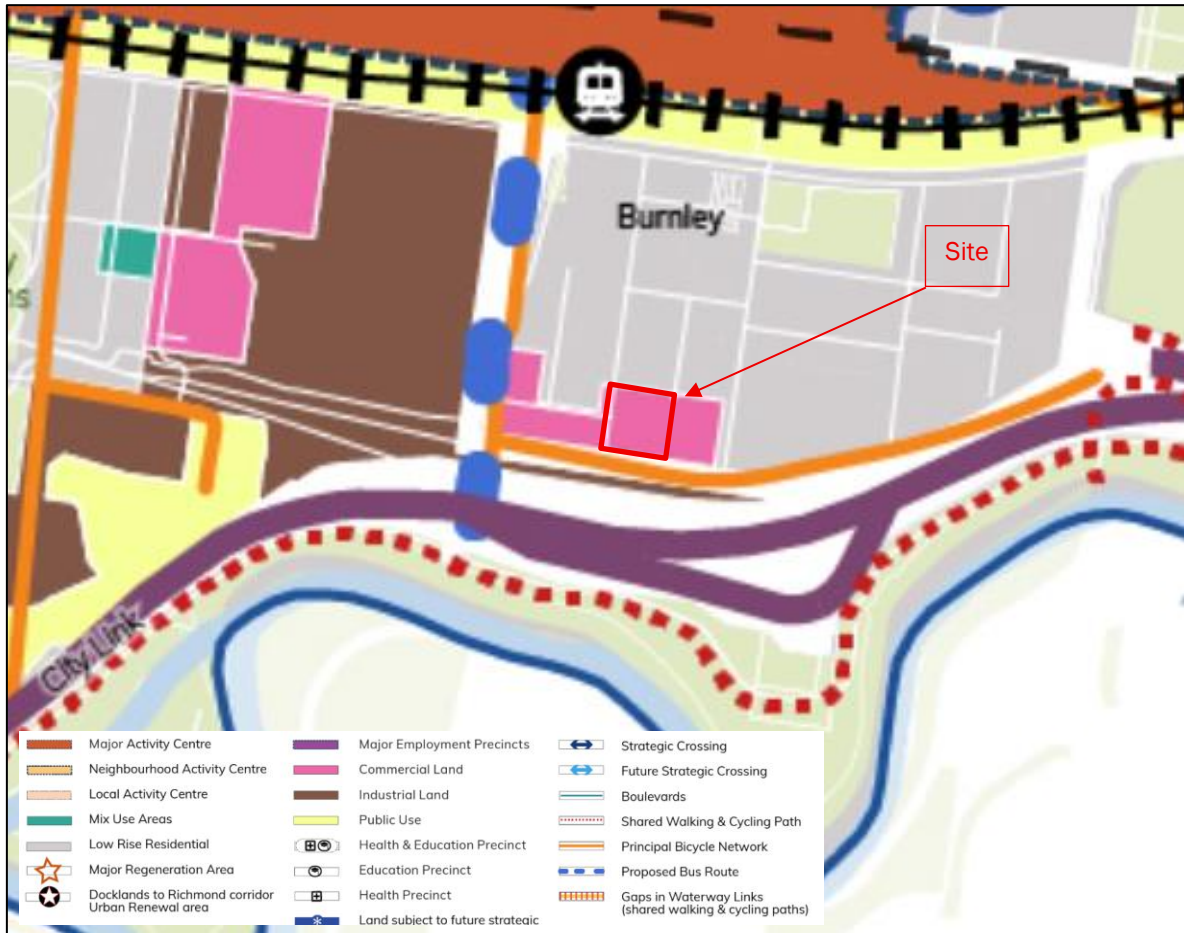 Burnley
Site
ns
City Link
Major Activity Centre
Neighbourhood Activity Centre
Local Activity Centre
Mix Use Areas
Low Rise Residential
Major Regeneration Area
Docklands to Richmond corridor
Urban Renewal area
Major Employment Precincts
Commercial Land
Industrial Land
Public Use
Health & Education Precinct
Education Precinct
Health Precinct
Land subject to future strategic
Strategic Crossing
Future Strategic Crossing
Boulevards
Shared Walking & Cycling Path
Principal Bicycle Network
Proposed Bus Route
Gaps in Waterway Links
(shared walking & cycling paths)